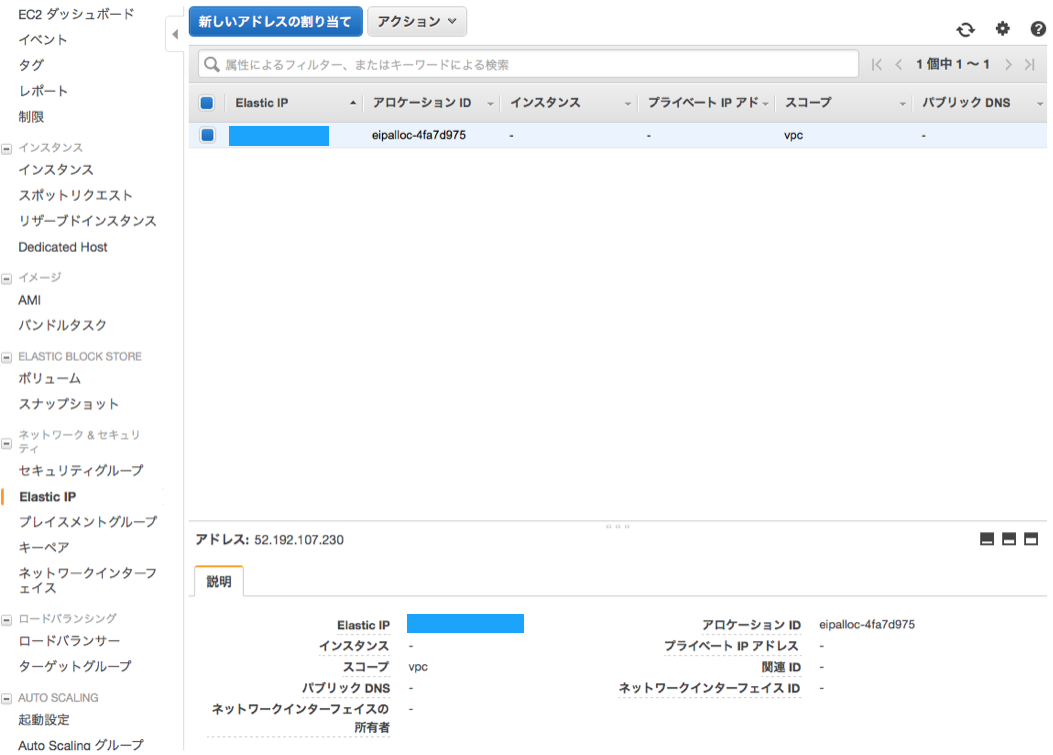 EC2 ダッシュボード
イベント
タグ
レポート
制限
インスタンス
インスタンス
スポットリクエスト
リザーブドインスタンス
Dedicated Host
イメージ
AMI
バンドルタスク
ELASTIC BLOCK STORE
ボリューム
スナップショット
ネットワーク & セキュリ
ティ
セキュリティグループ
Elastic IP
プレイスメントグループ
キーペア
ネットワークインターフ
ェイス
ロードバランシング
ロードバランサー
ターゲットグループ
AUTO SCALING
起動設定
Auto Scaling グループ
新しいアドレスの割り当て アクション
属性によるフィルター、またはキーワードによる検索 1 個中 1 〜 1
Elastic IP アロケーション ID インスタンス プライベート IP アド スコープ パブリック DNS
eipalloc-4fa7d975 - - vpc -
アドレス: 52.192.107.230
説明
Elastic IP アロケーション ID eipalloc-4fa7d975
インスタンス - プライベート IP アドレス -
スコープ vpc 関連 ID -
パブリック DNS - ネットワークインターフェイス ID -
ネットワークインターフェイスの -
所有者